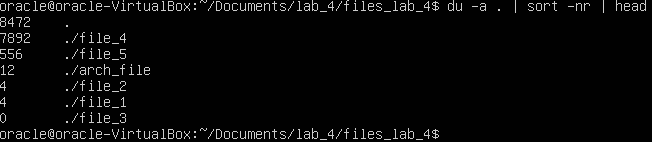 oracle@oracle-VirtualBox:~/Documents/lab_4/files_lab_4$ du -a . | sort -nr | head
8472 .
7892 ./file_4
556 ./file_5
12 ./arch_file
4 ./file_2
4 ./file_1
0 ./file_3
oracle@oracle-VirtualBox:~/Documents/lab_4/files_lab_4$